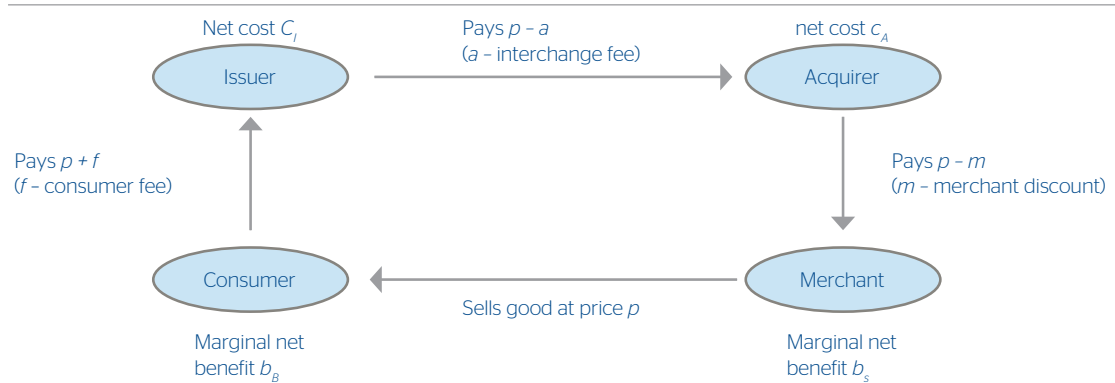 Net cost C_I
Pays p – a
(a – interchange fee)
net cost c_A
Issuer
Acquirer
Pays p + f
(f – consumer fee)
Pays p – m
(m – merchant discount)
Consumer
Merchant
Sells good at price p
Marginal net
benefit b_B
Marginal net
benefit b_s